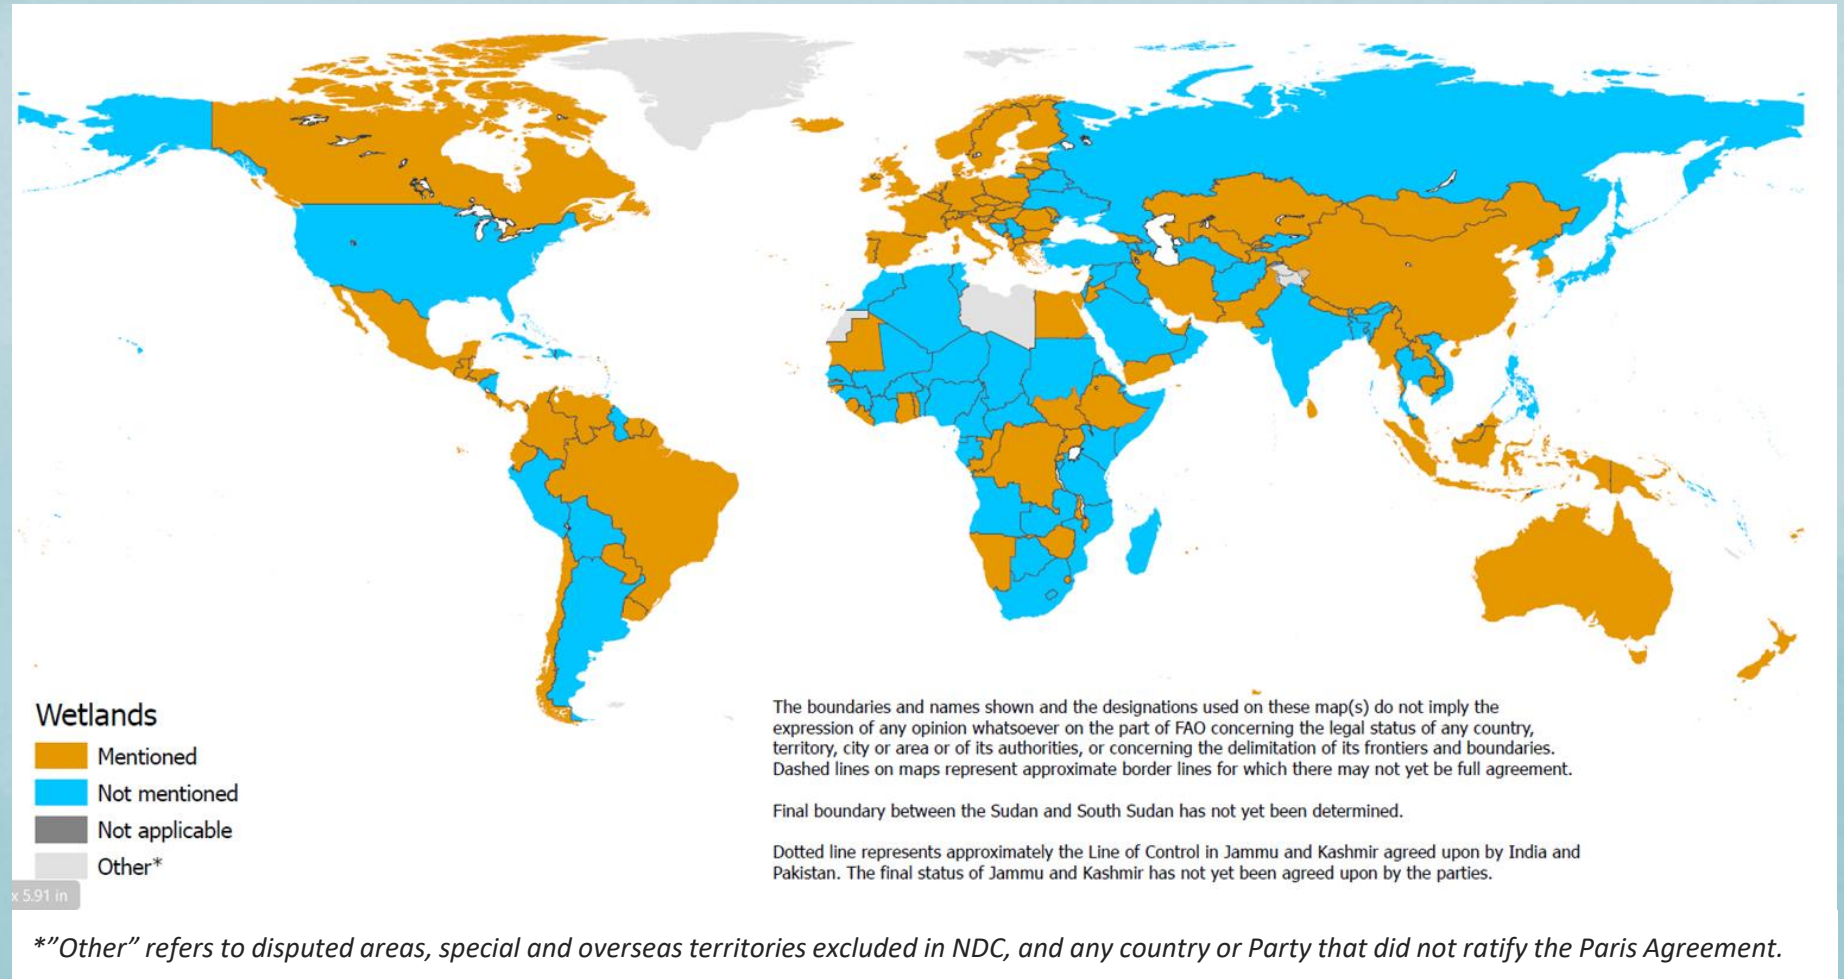 Wetlands
Mentioned
Not mentioned
Not applicable
Other*
x 5.91 in
The boundaries and names shown and the designations used on these map(s) do not imply the
expression of any opinion whatsoever on the part of FAO concerning the legal status of any country,
territory, city or area or of its authorities, or concerning the delimitation of its frontiers and boundaries.
Dashed lines on maps represent approximate border lines for which there may not yet be full agreement.
Final boundary between the Sudan and South Sudan has not yet been determined.
Dotted line represents approximately the Line of Control in Jammu and Kashmir agreed upon by India and
Pakistan. The final status of Jammu and Kashmir has not yet been agreed upon by the parties.
*”Other” refers to disputed areas, special and overseas territories excluded in NDC, and any country or Party that did not ratify the Paris Agreement.